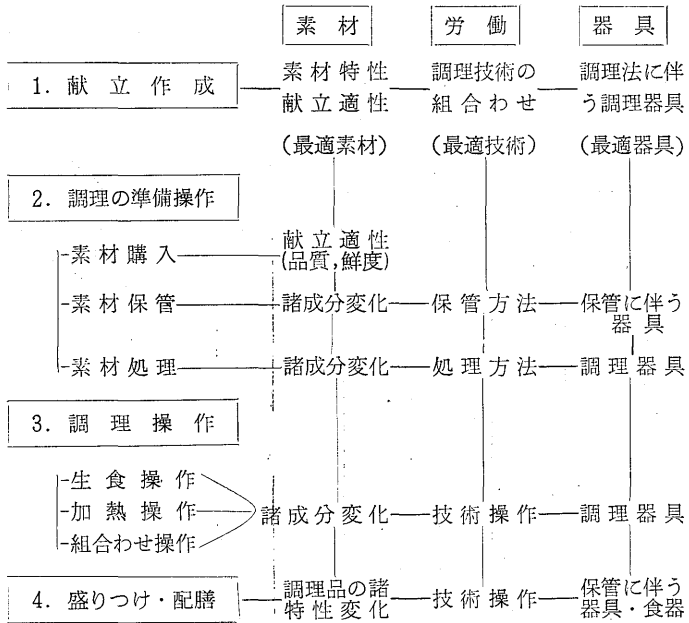 素材 労働 器具
1. 献立作成 素材特性 調理技術の 調理法に伴
献立適性 組合わせ う調理器具
(最適素材) (最適技術) (最適器具)
2. 調理の準備操作
素材購入 献立適性
(品質,鮮度)
素材保管 諸成分変化 保管方法 保管に伴う
器具
素材処理 諸成分変化 処理方法 調理器具
3. 調理操作
生食操作
加熱操作 諸成分変化 技術操作 調理器具
組合わせ操作
4. 盛りつけ・配膳 調理品の諸 技術操作 保管に伴う
特性変化 器具・食器